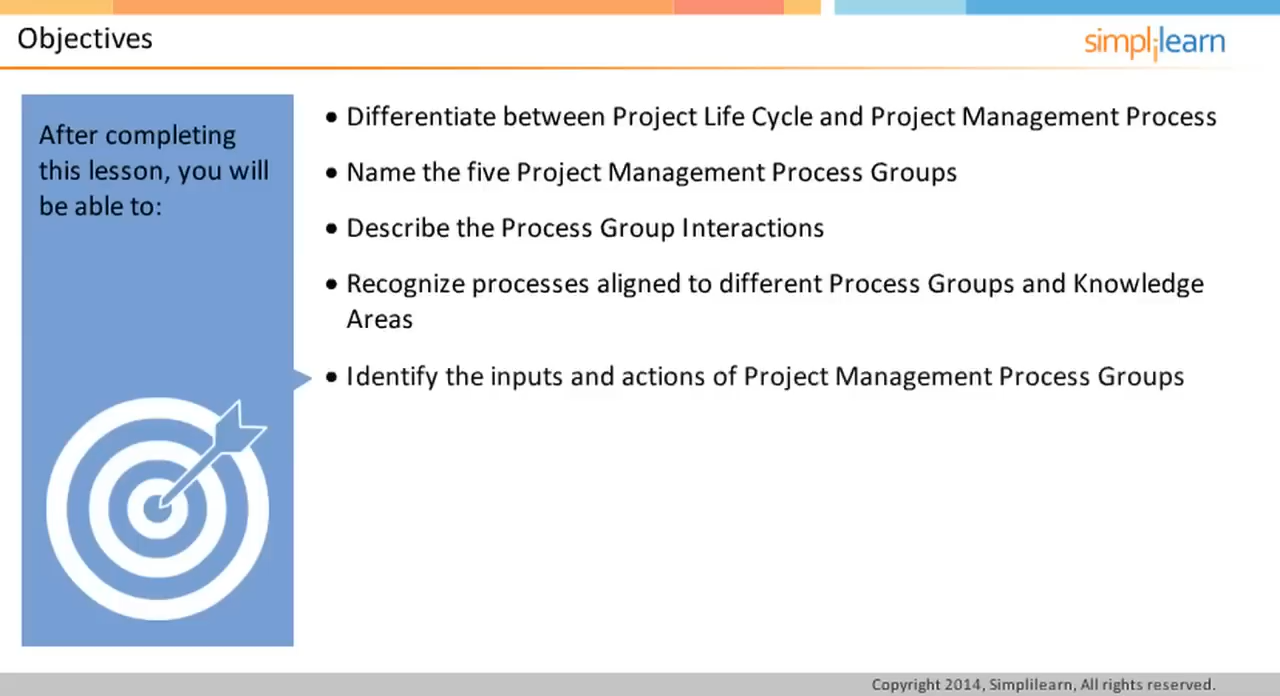 Objectives
simplilearn
After completing
this lesson, you will
be able to:
• Differentiate between Project Life Cycle and Project Management Process
• Name the five Project Management Process Groups
• Describe the Process Group Interactions
• Recognize processes aligned to different Process Groups and Knowledge
Areas
• Identify the inputs and actions of Project Management Process Groups
Copyright 2014, Simplilearn, All rights reserved.